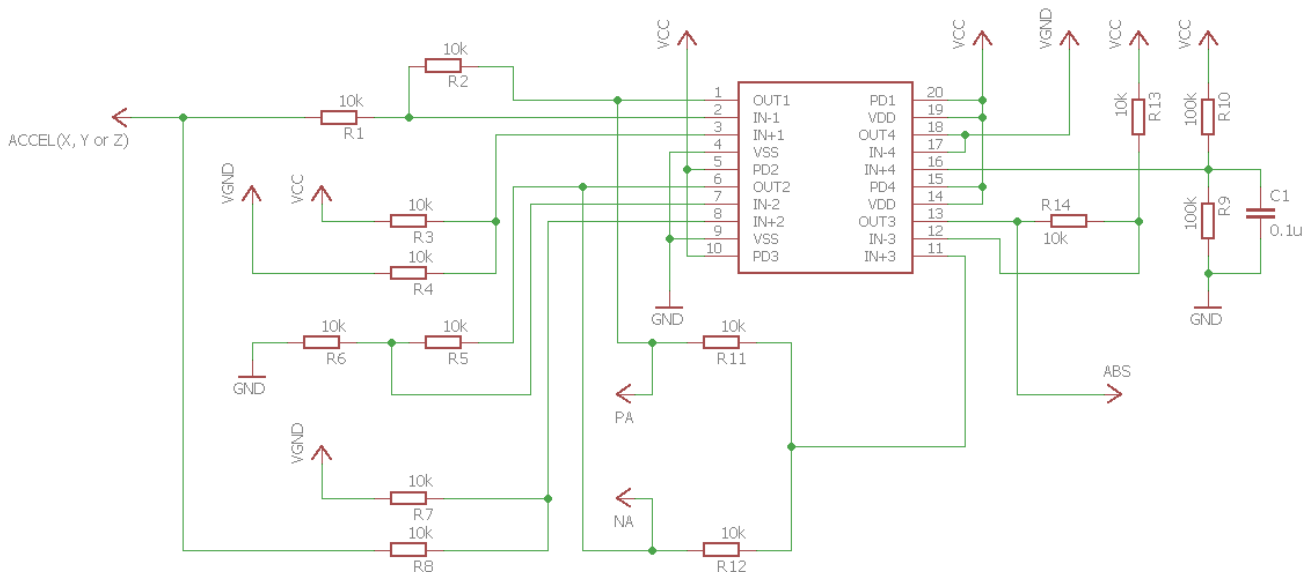 10k
R2
10k
R1
ACCEL(X, Y or Z)
VGND
VCC
10k
R3
10k
R4
10k
R6
10k
R5
GND
VGND
10k
R7
10k
R8
VCC
1
2
3
4
5
6
7
8
9
10
OUT1
IN-1
IN+1
VSS
PD2
OUT2
IN-2
IN+2
VSS
PD3
PD1
VDD
OUT4
IN-4
IN+4
PD4
VDD
OUT3
IN-3
IN+3
20
19
18
17
16
15
14
13
12
11
GND
10k
R11
PA
NA
10k
R12
VCC
VGND
VCC
VCC
10k
R13
100k
R10
R14
10k
100k
R9
C1
0.1u
GND
ABS